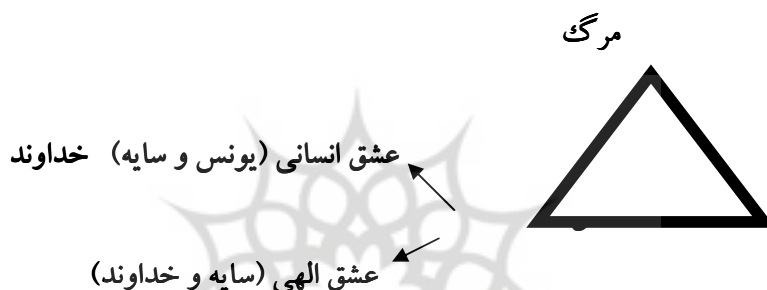 مرگ
عشق انسانی (یونس و سایه) خداوند
عشق الهی (سایه و خداوند)